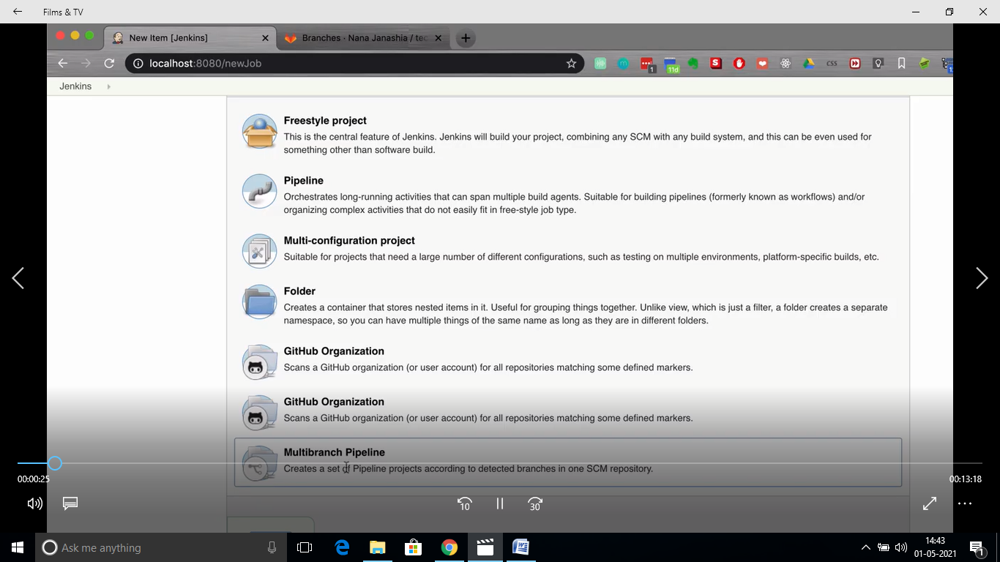 Films & TV
New Item [Jenkins]
Branches · Nana Janashia / tec
localhost:8080/newJob
1
11d
S
css
Jenkins
Freestyle project
This is the central feature of Jenkins. Jenkins will build your project, combining any SCM with any build system, and this can be even used for
something other than software build.
Pipeline
Orchestrates long-running activities that can span multiple build agents. Suitable for building pipelines (formerly known as workflows) and/or
organizing complex activities that do not easily fit in free-style job type.
Multi-configuration project
Suitable for projects that need a large number of different configurations, such as testing on multiple environments, platform-specific builds, etc.
Folder
Creates a container that stores nested items in it. Useful for grouping things together. Unlike view, which is just a filter, a folder creates a separate
namespace, so you can have multiple things of the same name as long as they are in different folders.
GitHub Organization
Scans a GitHub organization (or user account) for all repositories matching some defined markers.
GitHub Organization
Scans a GitHub organization (or user account) for all repositories matching some defined markers.
Multibranch Pipeline
Creates a set of Pipeline projects according to detected branches in one SCM repository.
00:00:25
00:13:18
10
30
Ask me anything
14:43
01-05-2021
1